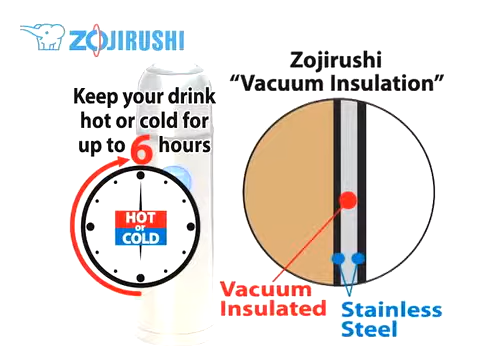 ZOJIRUSHI
Keep your drink
hot or cold for
up to 6 hours
HOT
or
COLD
Zojirushi
“Vacuum Insulation”
Vacuum
Insulated
Stainless
Steel